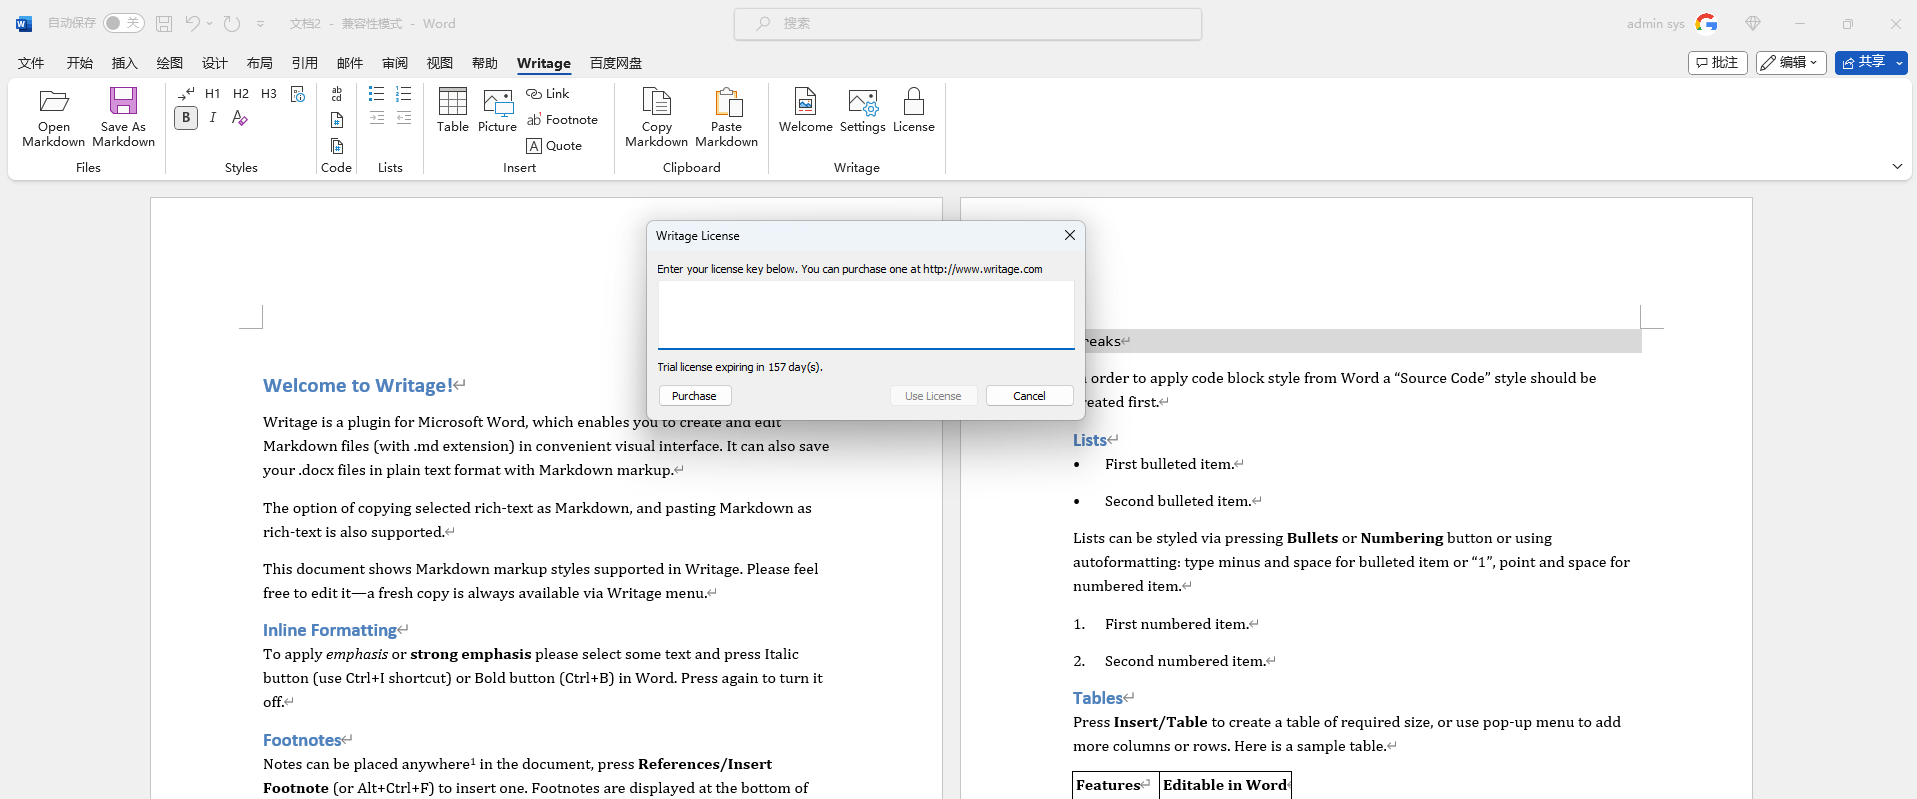 自动保存 关 文档2 - 兼容性模式 - Word 搜索 admin sys
文件 开始 插入 绘图 设计 布局 引用 邮件 审阅 视图 帮助 Writage 百度网盘 批注 编辑 共享
Open Markdown
Save As Markdown
Files
H1 H2 H3
B I A
Styles
ab cd
Code
Lists
Table
Picture
Link
ab¹ Footnote
A Quote
Insert
Copy Markdown
Paste Markdown
Clipboard
Welcome
Settings
License
Writage
Writage License
Enter your license key below. You can purchase one at http://www.writage.com
Trial license expiring in 157 day(s).
Purchase Use License Cancel
Welcome to Writage!↵
Writage is a plugin for Microsoft Word, which enables you to create and edit
Markdown files (with .md extension) in convenient visual interface. It can also save
your .docx files in plain text format with Markdown markup.↵
The option of copying selected rich-text as Markdown, and pasting Markdown as
rich-text is also supported.↵
This document shows Markdown markup styles supported in Writage. Please feel
free to edit it—a fresh copy is always available via Writage menu.↵
Inline Formatting↵
To apply emphasis or strong emphasis please select some text and press Italic
button (use Ctrl+I shortcut) or Bold button (Ctrl+B) in Word. Press again to turn it
off.↵
Footnotes↵
Notes can be placed anywhere¹ in the document, press References/Insert
Footnote (or Alt+Ctrl+F) to insert one. Footnotes are displayed at the bottom of
reaks↵
order to apply code block style from Word a “Source Code” style should be
reated first.↵
Lists↵
• First bulleted item.↵
• Second bulleted item.↵
Lists can be styled via pressing Bullets or Numbering button or using
autoformatting: type minus and space for bulleted item or “1”, point and space for
numbered item.↵
1. First numbered item.↵
2. Second numbered item.↵
Tables↵
Press Insert/Table to create a table of required size, or use pop-up menu to add
more columns or rows. Here is a sample table.↵
Features↵ Editable in Word↵